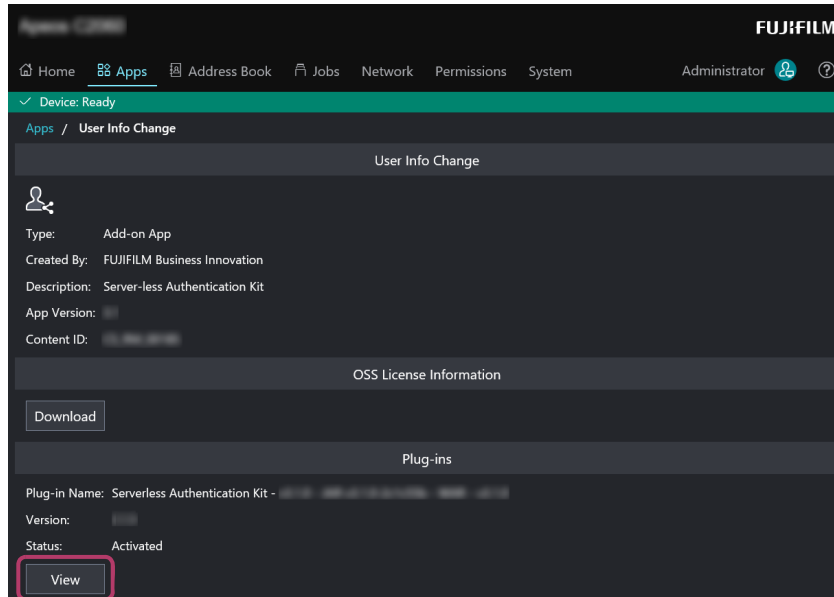 FUJIFILM
Home Apps Address Book Jobs Network Permissions System Administrator
Device: Ready
Apps / User Info Change
User Info Change
Type: Add-on App
Created By: FUJIFILM Business Innovation
Description: Server-less Authentication Kit
App Version:
Content ID:
OSS License Information
Download
Plug-ins
Plug-in Name: Serverless Authentication Kit -
Version:
Status: Activated
View